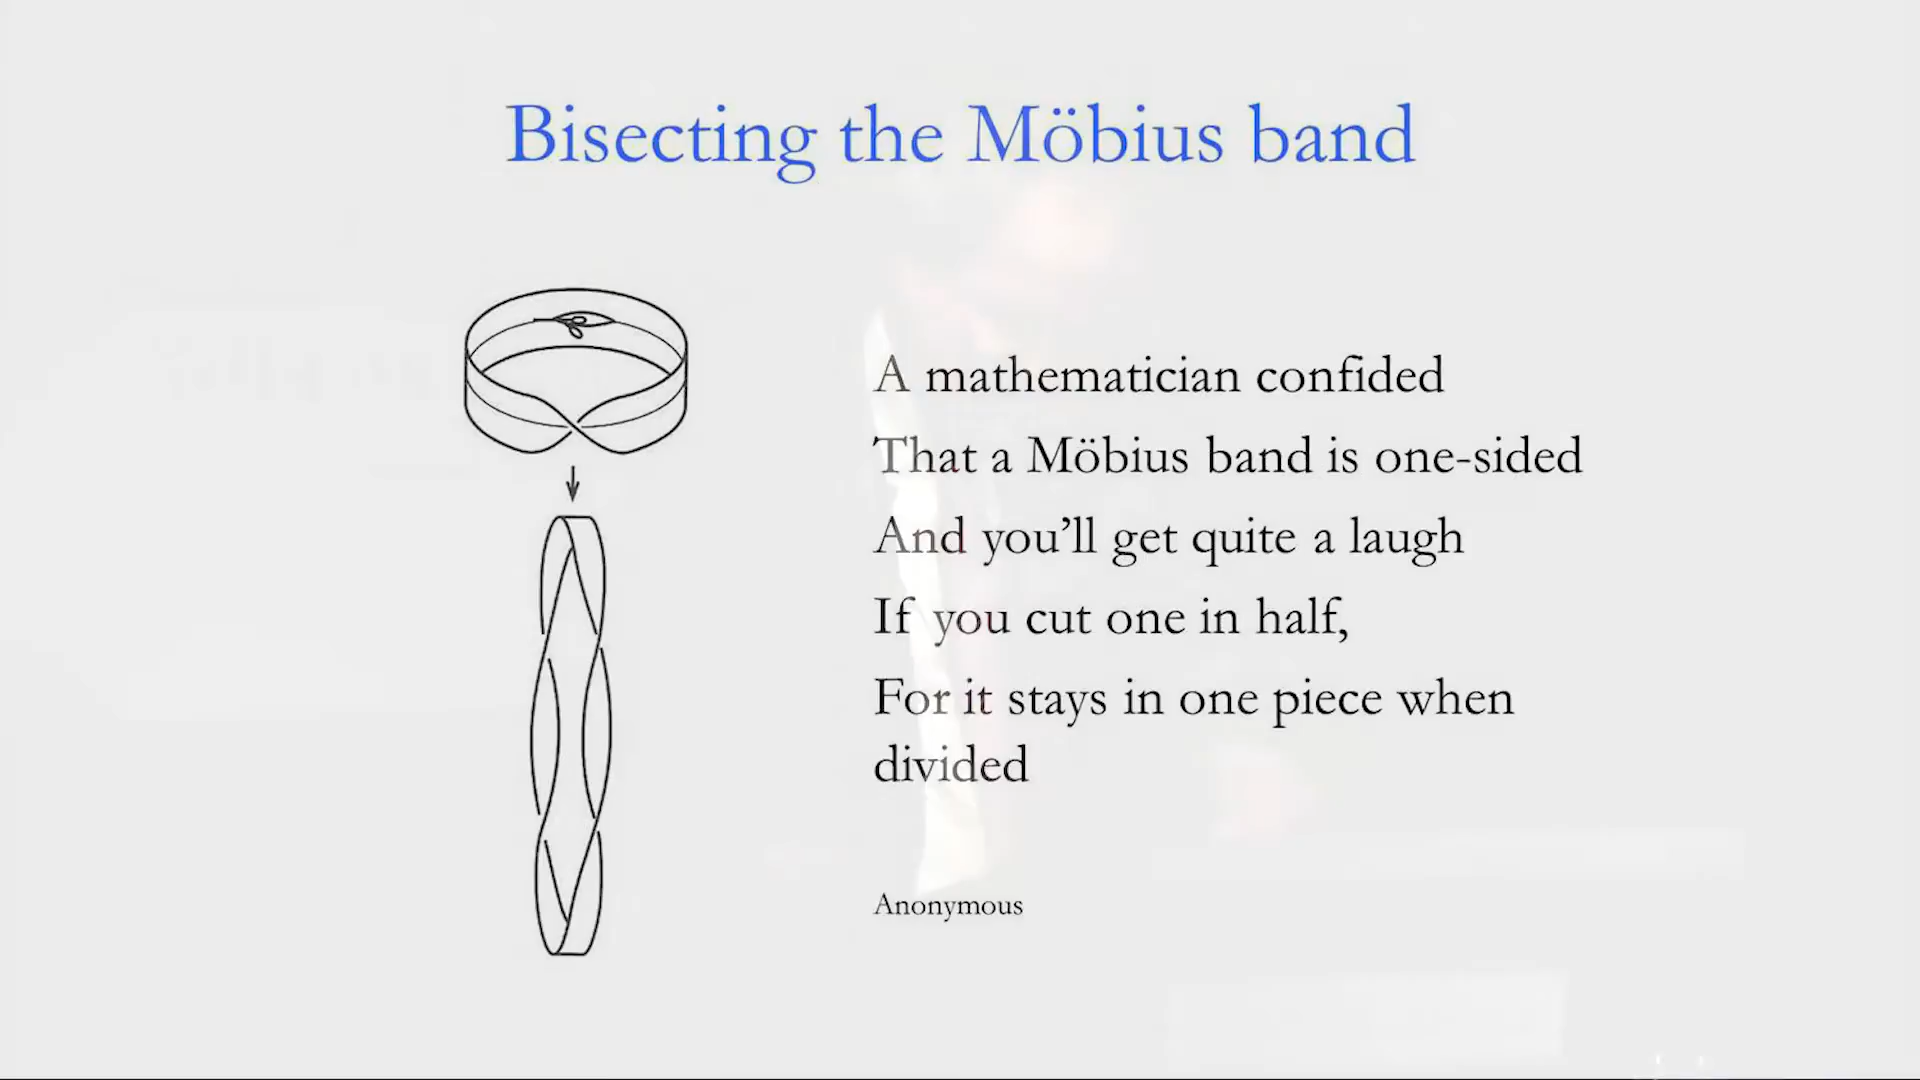 Bisecting the Möbius band
A mathematician confided
That a Möbius band is one-sided
And you’ll get quite a laugh
If you cut one in half,
For it stays in one piece when
divided
Anonymous